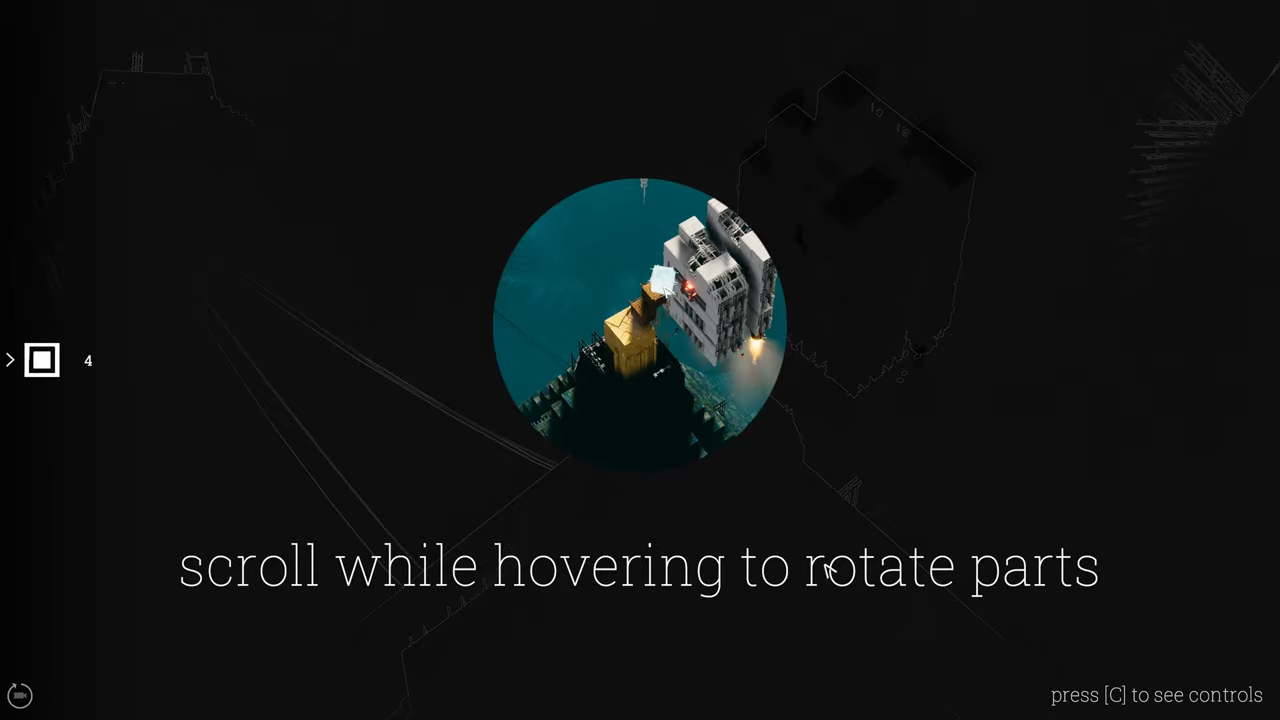 4
scroll while hovering to rotate parts
press [C] to see controls